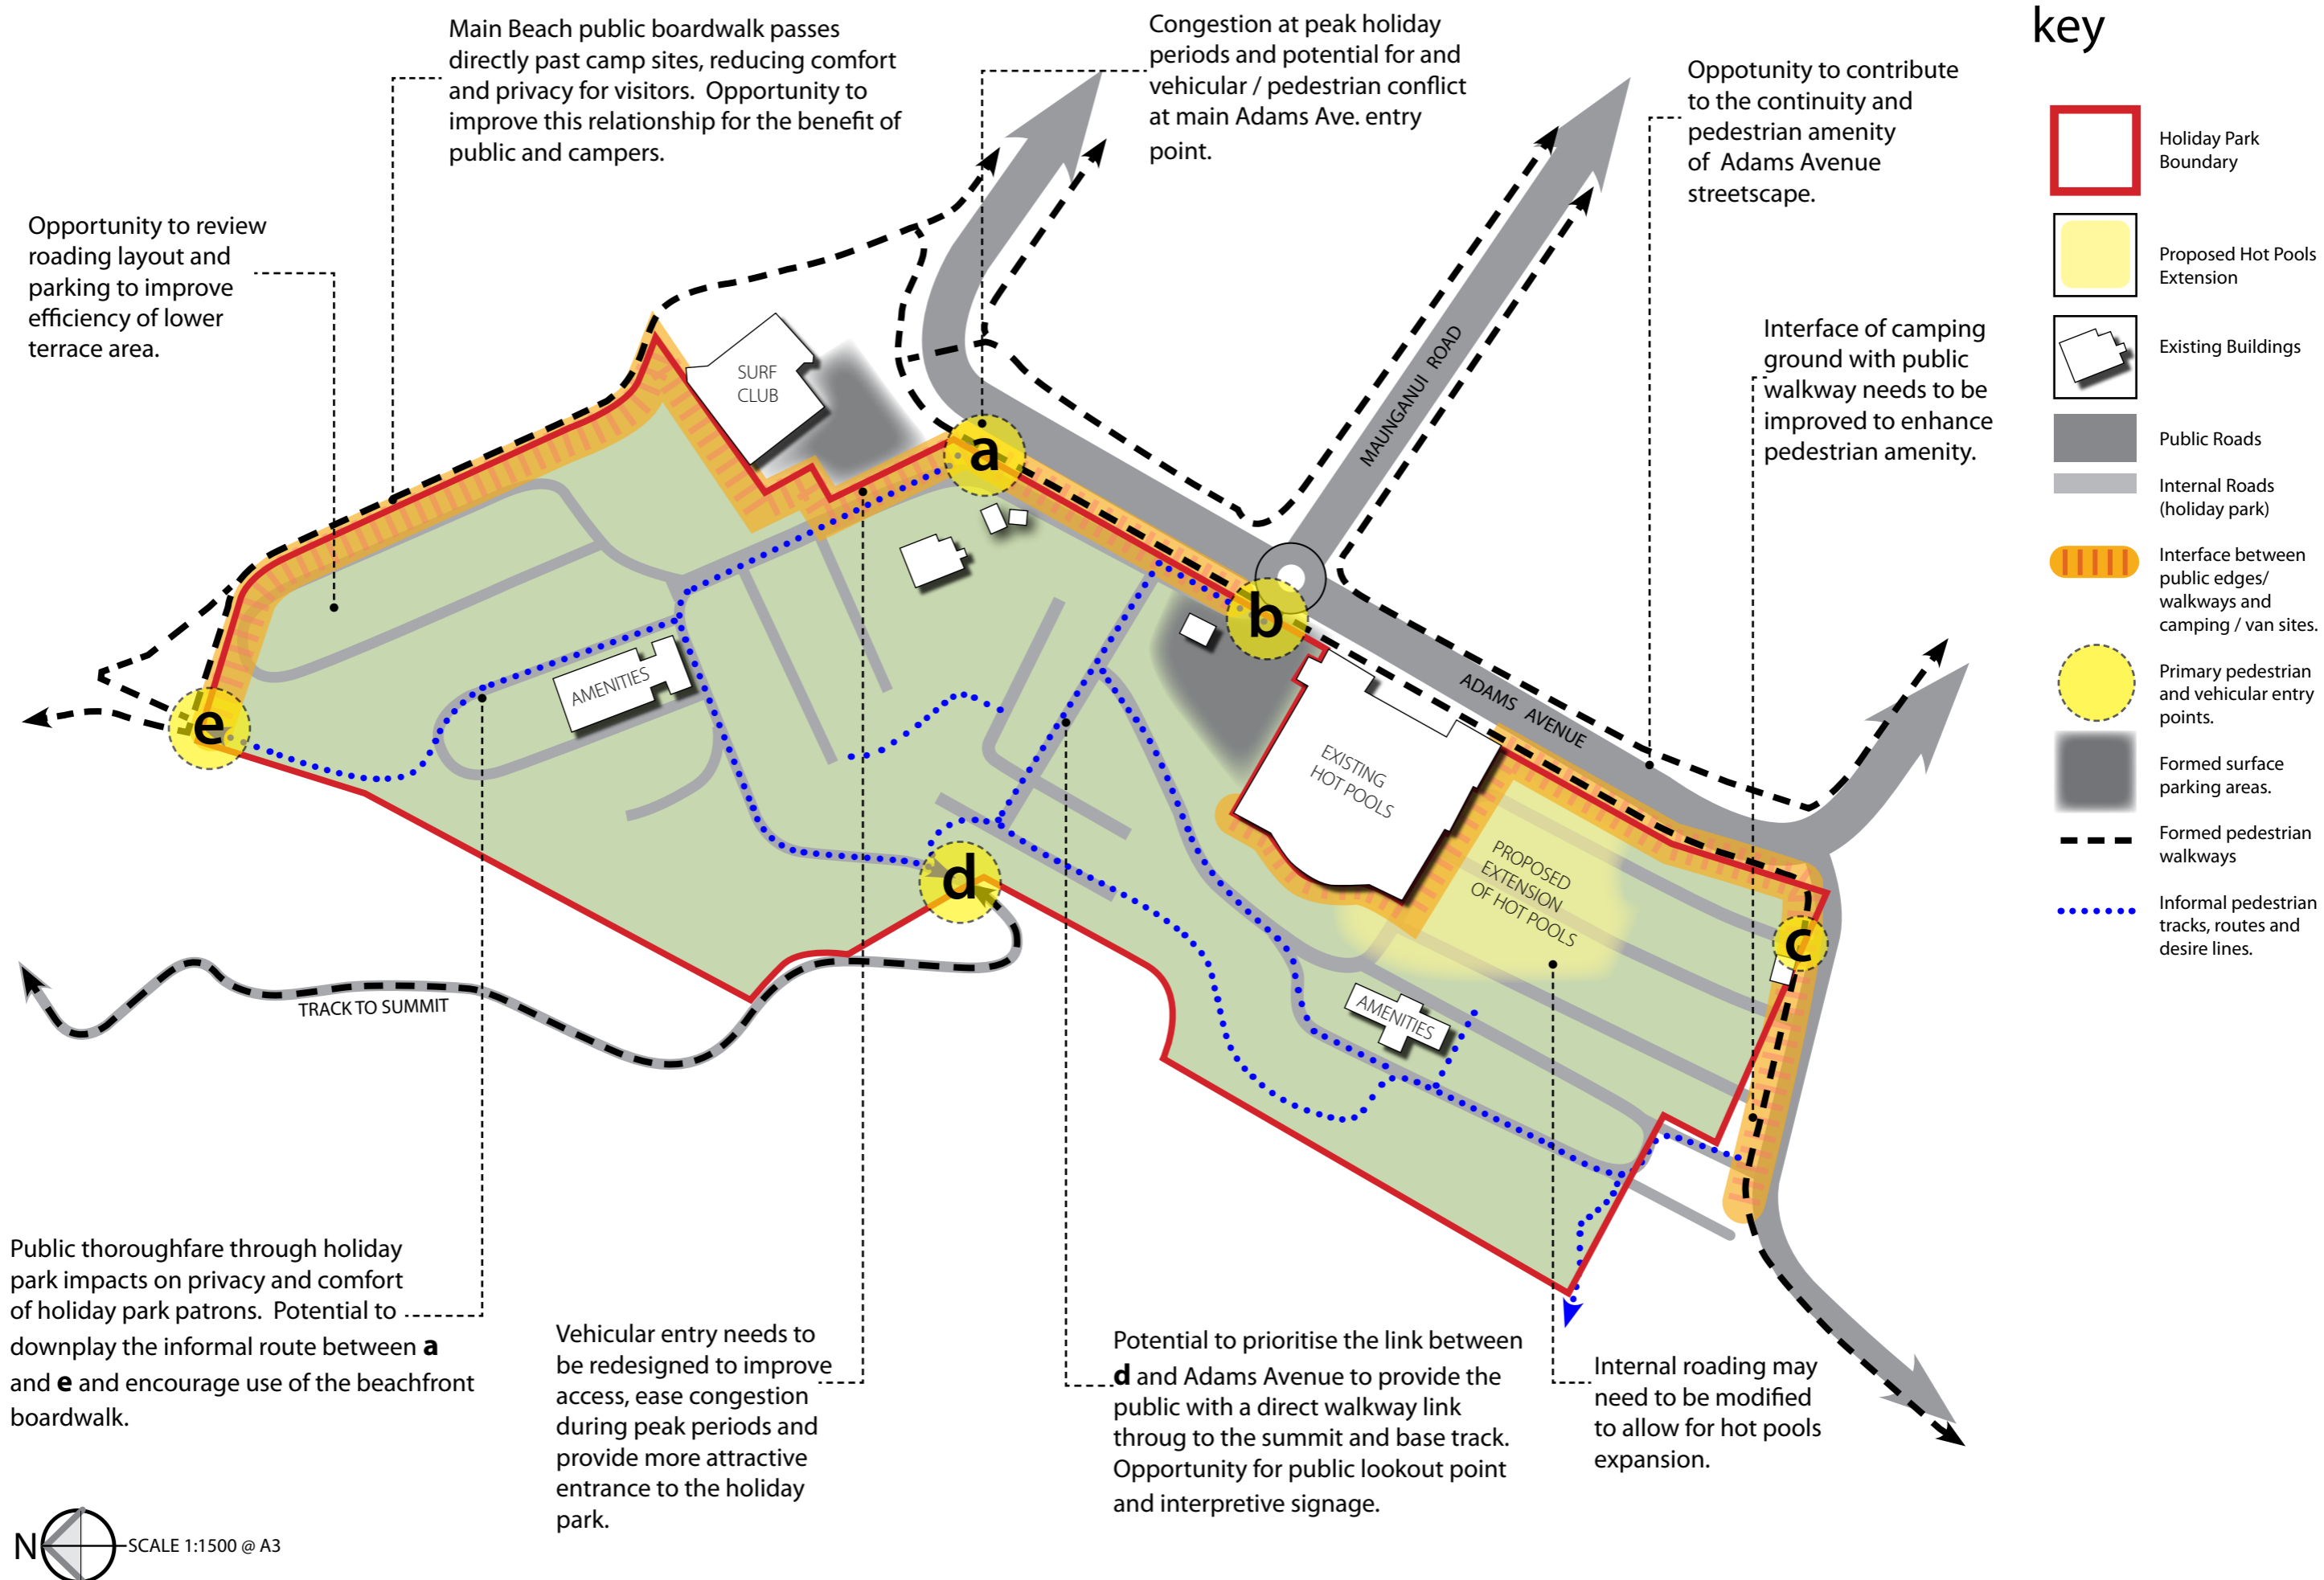 Main Beach public boardwalk passes
directly past camp sites, reducing comfort
and privacy for visitors.  Opportunity to
improve this relationship for the benefit of
public and campers.
Congestion at peak holiday
periods and potential for and
vehicular / pedestrian conflict
at main Adams Ave. entry
point.
Oppotunity to contribute
to the continuity and
pedestrian amenity
of  Adams Avenue
streetscape.
Opportunity to review
roading layout and
parking to improve
efficiency of lower
terrace area.
Interface of camping
ground with public
walkway needs to be
improved to enhance
pedestrian amenity.
SURF
CLUB
MAUNGANUI ROAD
a
b
e
AMENITIES
ADAMS  AVENUE
EXISTING
HOT POOLS
PROPOSED
EXTENSION
OF HOT POOLS
d
c
AMENITIES
TRACK TO SUMMIT
Public thoroughfare through holiday
park impacts on privacy and comfort
of holiday park patrons.  Potential to
downplay the informal route between a
and e and encourage use of the beachfront
boardwalk.
Vehicular entry needs to
be redesigned to improve
access, ease congestion
during peak periods and
provide more attractive
entrance to the holiday
park.
Potential to prioritise the link between
d and Adams Avenue to provide the
public with a direct walkway link
throug to the summit and base track.
Opportunity for public lookout point
and interpretive signage.
Internal roading may
need to be modified
to allow for hot pools
expansion.
N
SCALE 1:1500 @ A3
key
Holiday Park
Boundary
Proposed Hot Pools
Extension
Existing Buildings
Public Roads
Internal Roads
(holiday park)
Interface between
public edges/
walkways and
camping / van sites.
Primary pedestrian
and vehicular entry
points.
Formed surface
parking areas.
Formed pedestrian
walkways
Informal pedestrian
tracks, routes and
desire lines.